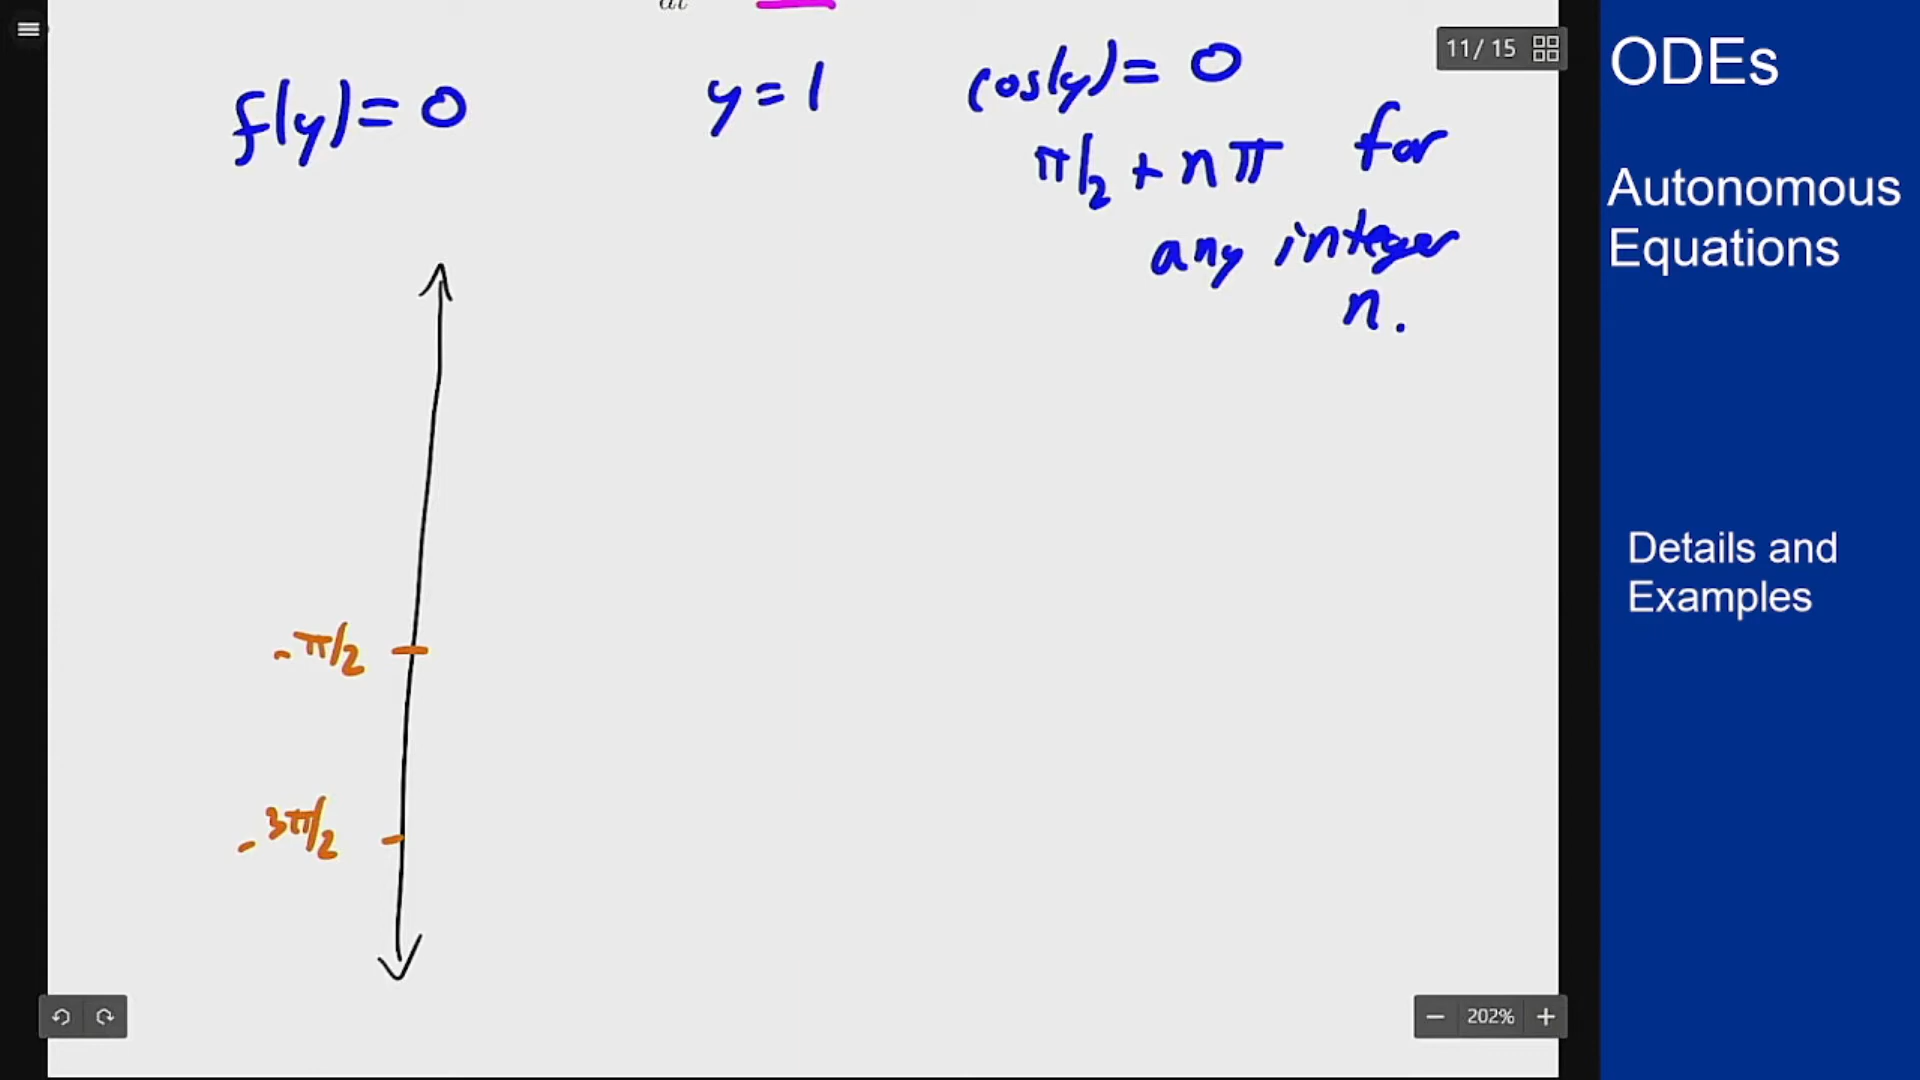 dt
f(y) = 0
y = 1
cos(y) = 0
π/2 + nπ for
any integer
n.
-π/2
-3π/2
11 / 15
ODEs
Autonomous
Equations
Details and
Examples
202%